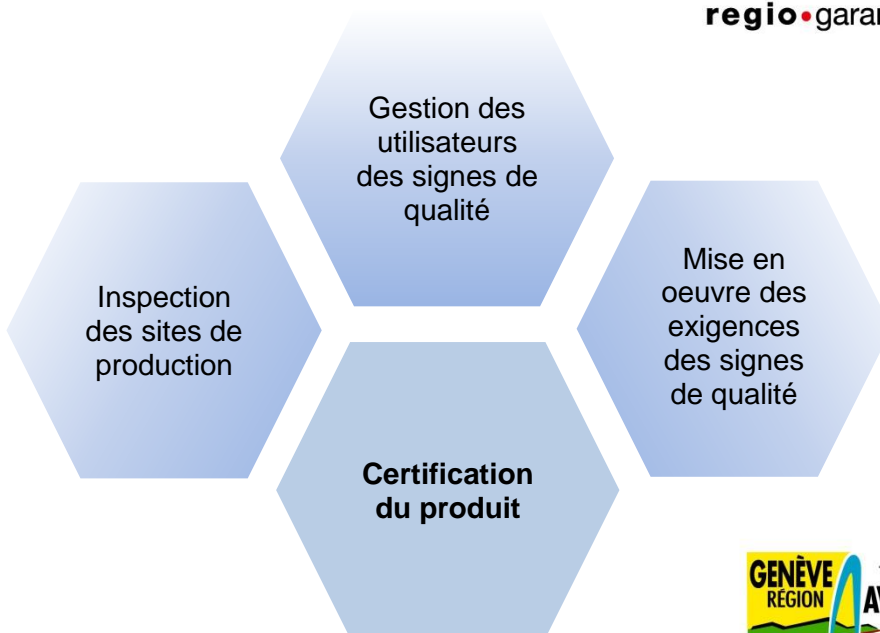 regio•garan
Gestion des
utilisateurs
des signes de
qualité
Inspection
des sites de
production
Mise en
oeuvre des
exigences
des signes
de qualité
Certification
du produit
GENÈVE
RÉGION